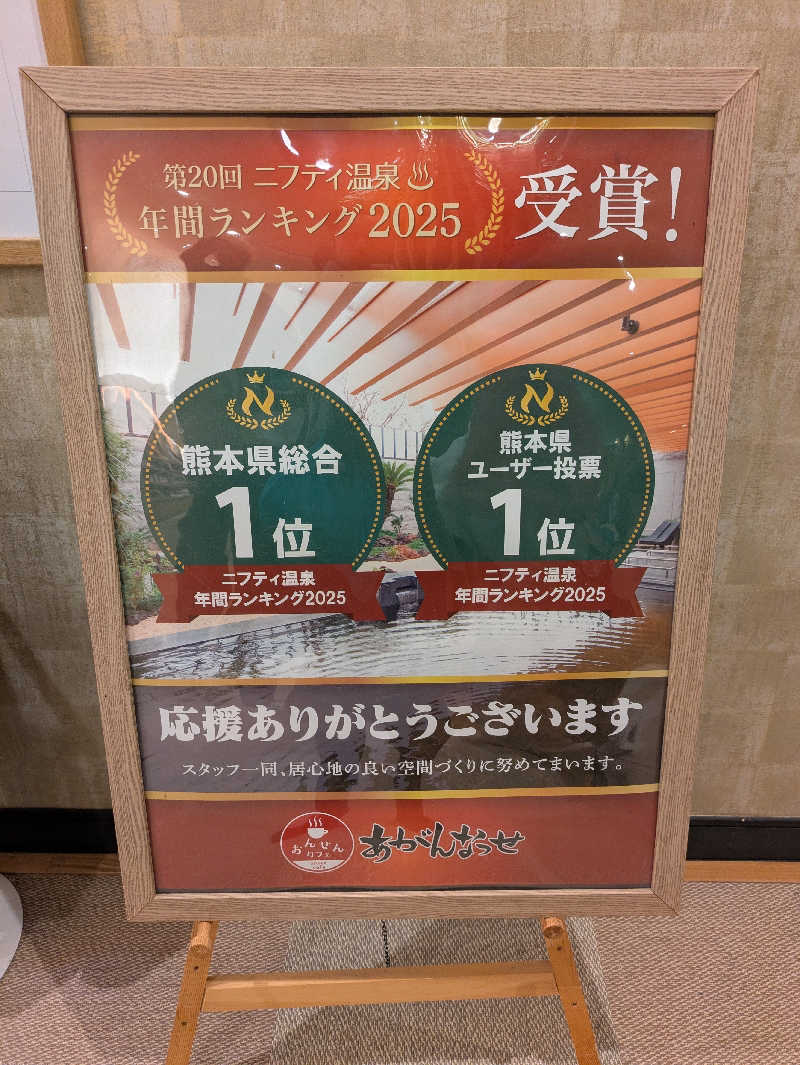 第20回 ニフティ温泉
年間ランキング2025
受賞!
熊本県総合
1位
ニフティ温泉
年間ランキング2025
熊本県
ユーザー投票
1位
ニフティ温泉
年間ランキング2025
応援ありがとうございます
スタッフ一同、居心地の良い空間づくりに努めてまいます。
おんせん
カフェ
あがんなっせ